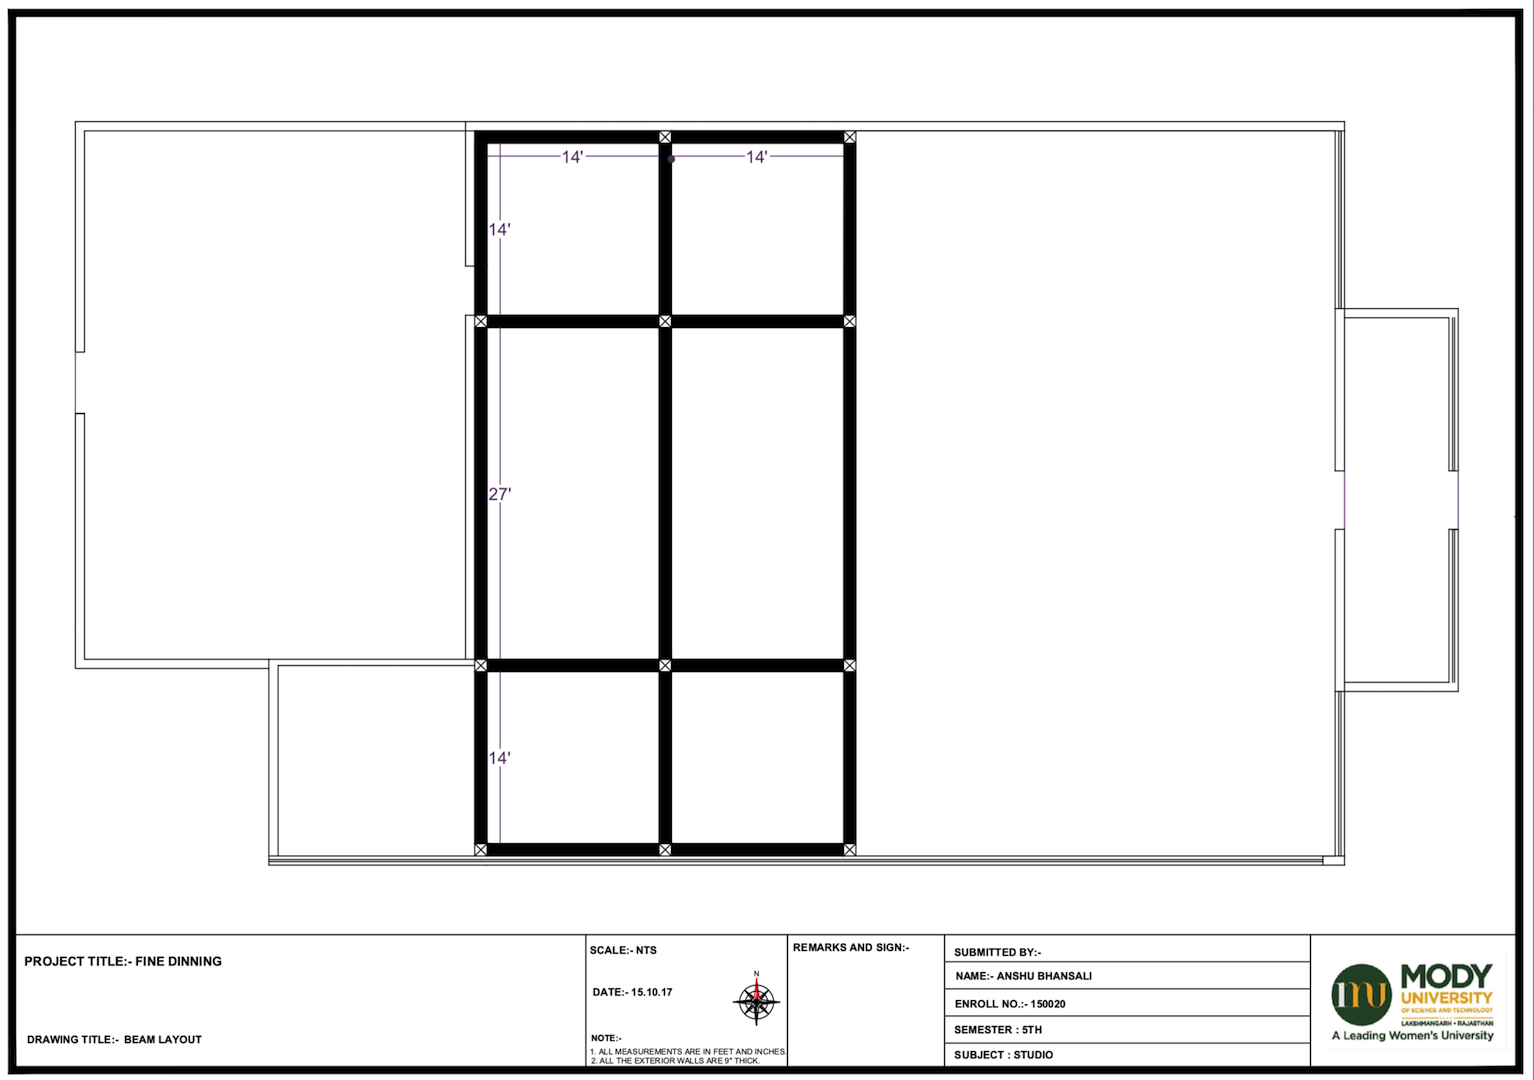 14'
14'
14'
27'
14'
PROJECT TITLE:- FINE DINNING
DRAWING TITLE:- BEAM LAYOUT
SCALE:- NTS
DATE:- 15.10.17
N
NOTE:-
1. ALL MEASUREMENTS ARE IN FEET AND INCHES.
2. ALL THE EXTERIOR WALLS ARE 9" THICK.
REMARKS AND SIGN:-
SUBMITTED BY:-
NAME:- ANSHU BHANSALI
ENROLL NO.:- 150020
SEMESTER : 5TH
SUBJECT : STUDIO
mu
MODY
UNIVERSITY
OF SCIENCE AND TECHNOLOGY
LAKSHMANGARH • RAJASTHAN
A Leading Women's University